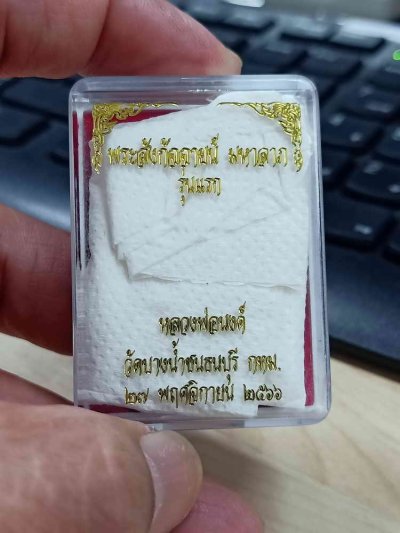 พระสังกัจจายน์ มหาลาภ
รุ่นแรก
หลวงพ่อนงค์
วัดบางน้ำชนธนบุรี กทม.
๒๗ พฤศจิกายน ๒๕๖๖